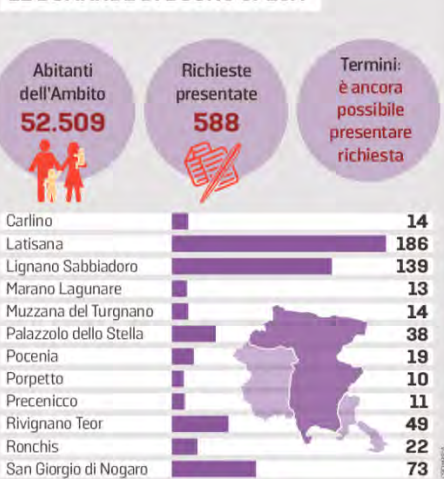 Abitanti
dell'Ambito
52.509
Richieste
presentate
588
Termini:
è ancora
possibile
presentare
richiesta
Carlino 14
Latisana 186
Lignano Sabbiadoro 139
Marano Lagunare 13
Muzzana del Turgnano 14
Palazzolo dello Stella 38
Pocenia 19
Porpetto 10
Precenicco 11
Rivignano Teor 49
Ronchis 22
San Giorgio di Nogaro 73